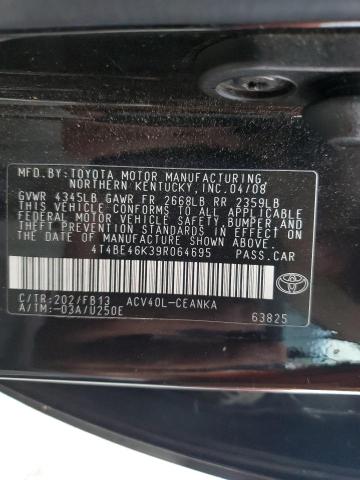 MFD.BY:TOYOTA MOTOR MANUFACTURING,
NORTHERN KENTUCKY,INC.04/08
GVWR 4345LB GAWR FR 2668LB RR 2359LB
THIS VEHICLE CONFORMS TO ALL APPLICABLE
FEDERAL MOTOR VEHICLE SAFETY, BUMPER, AND
THEFT PREVENTION STANDARDS IN EFFECT ON
THE DATE OF MANUFACTURE SHOWN ABOVE.
4T4BE46K39R064695 PASS.CAR
C/TR:202/FB13 ACV40L-CEANKA
A/TM:-03A/U250E
63825